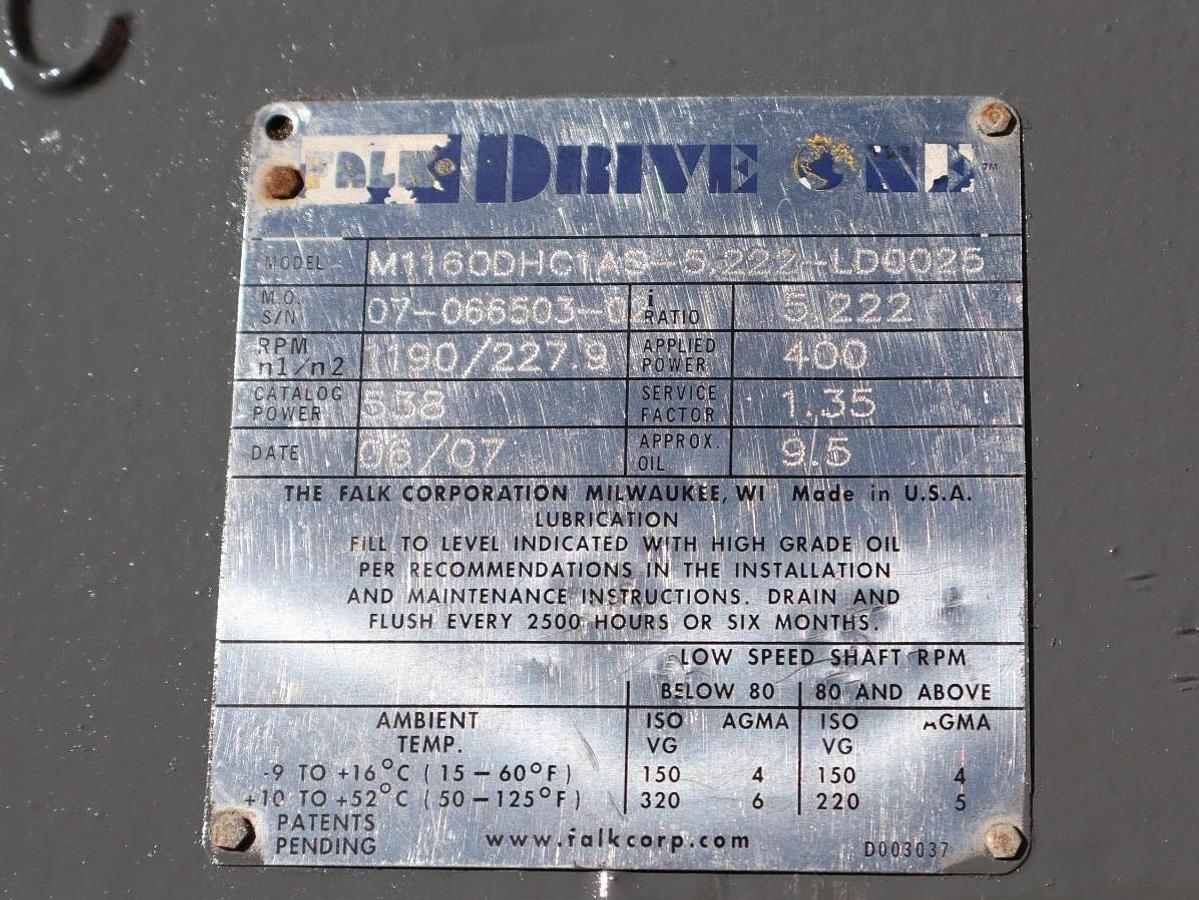 FALK® DRIVE ONE™
MODEL M1160DHC1AS-5.222-LD0025
M.O. S/N 07-066503-02 i RATIO 5.222
RPM n1/n2 1190/227.9 APPLIED POWER 400
CATALOG POWER 538 SERVICE FACTOR 1.35
DATE 06/07 APPROX. OIL 9.5
THE FALK CORPORATION MILWAUKEE, WI Made in U.S.A.
LUBRICATION
FILL TO LEVEL INDICATED WITH HIGH GRADE OIL
PER RECOMMENDATIONS IN THE INSTALLATION
AND MAINTENANCE INSTRUCTIONS. DRAIN AND
FLUSH EVERY 2500 HOURS OR SIX MONTHS.
LOW SPEED SHAFT RPM
BELOW 80 80 AND ABOVE
AMBIENT TEMP. ISO VG AGMA ISO VG AGMA
-9 TO +16°C (15-60°F) 150 4 150 4
+10 TO +52°C (50-125°F) 320 6 220 5
PATENTS
PENDING www.falkcorp.com D003037